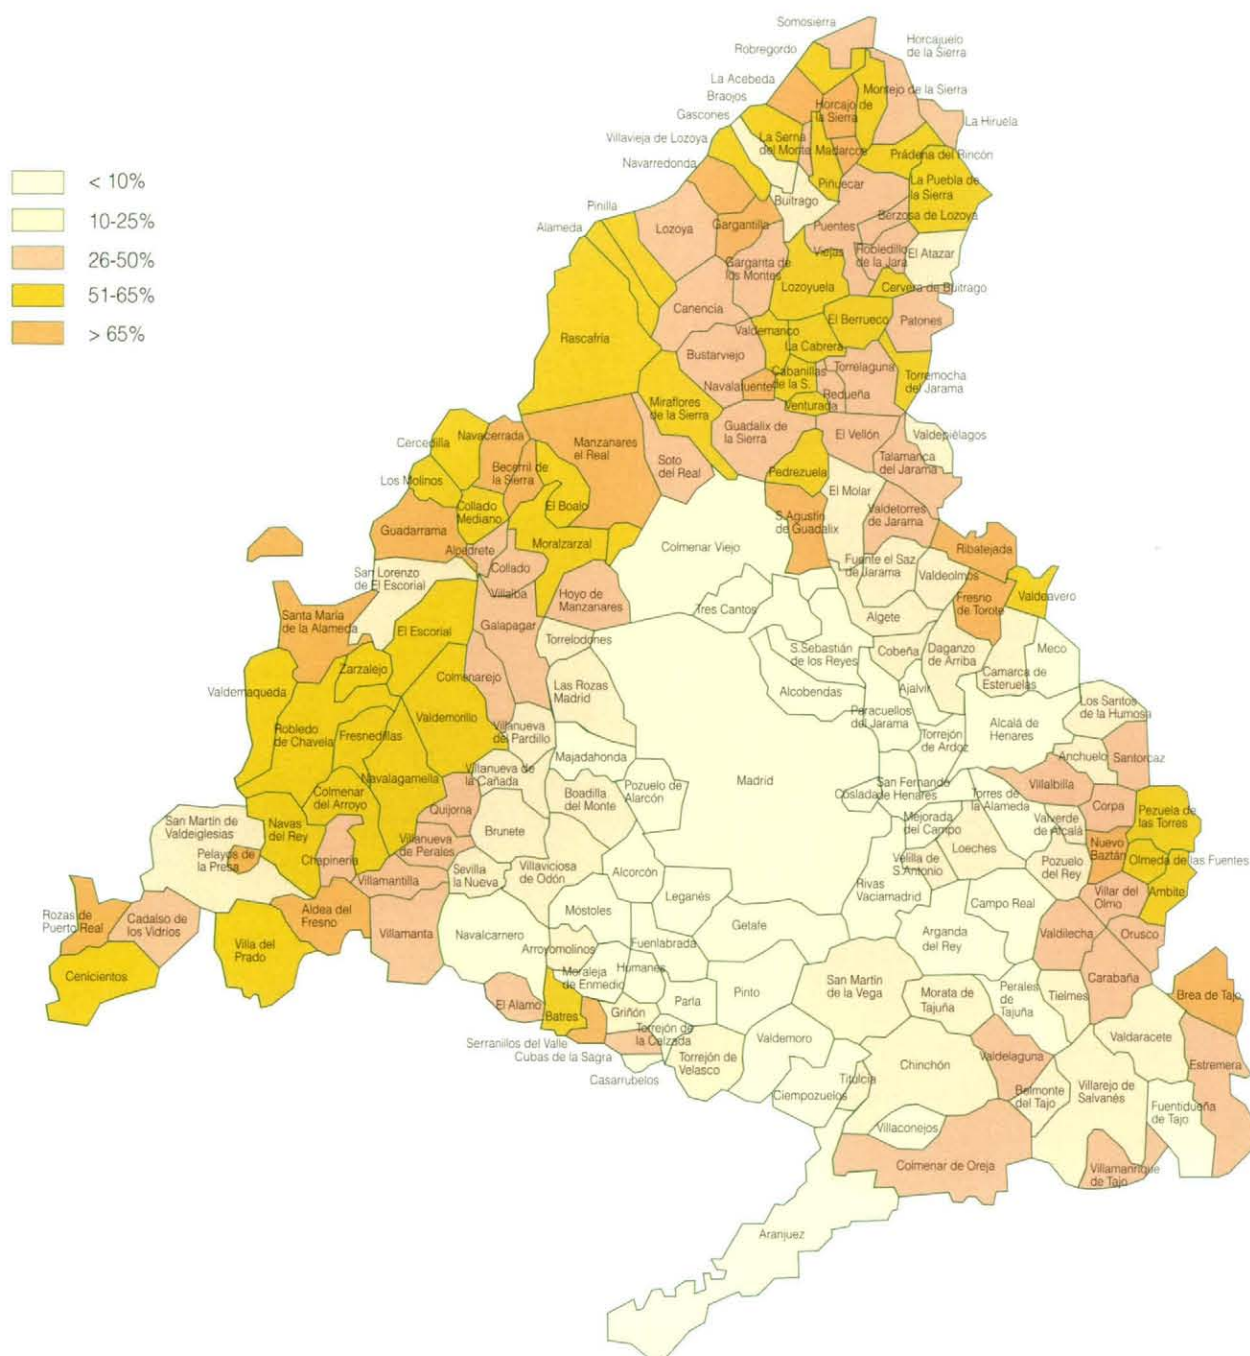 Somosierra
Horcajuelo
de la Sierra
Robregordo
La Acebeda
Montejo de la Sierra
Braojos
Horcajo de
la Sierra
Gascones
La Hiruela
Villavieja de Lozoya
La Serna
del Monte
Madarcos
Prádena del Rincón
Navarredonda
< 10%
10-25%
26-50%
51-65%
> 65%
Piñuecar
La Puebla de
la Sierra
Buitrago
Pinilla
Alameda
Lozoya
Gargantilla
Puentes
Viejas
Berzosa de Lozoya
Robledillo
de la Jara
El Atazar
Garganta de
los Montes
Lozoyuela
Cervera de Buitrago
Canencia
Rascafría
Valdemanco
El Berrueco
Patones
La Cabrera
Bustarviejo
Cabanillas
de la S.
Torrelaguna
Torremocha
del Jarama
Navalafuente
Redueña
Miraflores
de la Sierra
Venturada
Guadalix de
la Sierra
El Vellón
Valdepiélagos
Cercedilla
Navacerrada
Manzanares
el Real
Soto
del Real
Talamanca
del Jarama
Los Molinos
Becerril de
la Sierra
Pedrezuela
El Molar
Collado
Mediano
El Boalo
Valdetorres
de Jarama
Guadarrama
S.Agustín
de Guadalix
Moralzarzal
Colmenar Viejo
Ribatejada
Alpedrete
Collado
Villalba
Fuente el Saz
de Jarama
Valdeolmos
San Lorenzo
de El Escorial
Valdeavero
Hoyo de
Manzanares
Fresno
de Torote
Tres Cantos
Santa María
de la Alameda
Algete
El Escorial
Galapagar
Torrelodones
S.Sebastián
de los Reyes
Cobeña
Daganzo
de Arriba
Meco
Zarzalejo
Camarca de
Esteruelas
Valdemaqueda
Colmenarejo
Las Rozas
Madrid
Alcobendas
Ajalvir
Los Santos
de la Humosa
Robledo
de Chavela
Fresnedillas
Valdemorillo
Paracuellos
del Jarama
Alcalá de
Henares
Villanueva
del Pardillo
Torrejón
de Ardoz
Majadahonda
Anchuelo
Santorcaz
Navalagamella
Villanueva de
la Cañada
Madrid
San Fernando
de Henares
Villalbilla
Colmenar
del Arroyo
Boadilla
del Monte
Pozuelo de
Alarcón
Coslada
Torres de
la Alameda
Corpa
Pezuela de
las Torres
Quijorna
San Martín de
Valdeiglesias
Navas
del Rey
Brunete
Mejorada
del Campo
Valverde
de Alcalá
Villanueva
de Perales
Loeches
Nuevo
Baztán
Pelayos de
la Presa
Chapinería
Sevilla
la Nueva
Villaviciosa
de Odón
Alcorcón
Velilla de
S.Antonio
Pozuelo
del Rey
Olmeda de las Fuentes
Villamantilla
Rivas
Vaciamadrid
Villar del
Olmo
Ambite
Leganés
Campo Real
Rozas de
Puerto Real
Cadalso de
los Vidrios
Aldea del
Fresno
Móstoles
Villamanta
Navalcarnero
Getafe
Arganda
del Rey
Valdilecha
Orusco
Villa del
Prado
Arroyomolinos
Fuenlabrada
Cenicientos
Moraleja
de Enmedio
Humanes
San Martín
de la Vega
Perales
de
Tajuña
Carabaña
Pinto
Morata de
Tajuña
Tielmes
Brea de Tajo
El Alamo
Parla
Batres
Griñón
Valdaracete
Serranillos del Valle
Torrejón de
la Calzada
Valdemoro
Cubas de la Sagra
Torrejón de
Velasco
Chinchón
Valdelaguna
Estremera
Casarrubelos
Titulcia
Belmonte
del Tajo
Villarejo de
Salvanés
Ciempozuelos
Fuentidueña
de Tajo
Villaconejos
Colmenar de Oreja
Villamanrique
de Tajo
Aranjuez